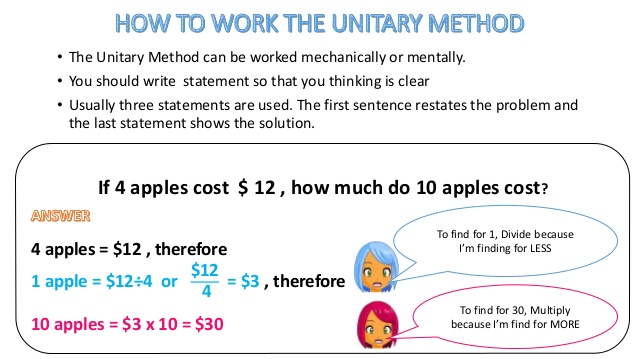 HOW TO WORK THE UNITARY METHOD
• The Unitary Method can be worked mechanically or mentally.
• You should write statement so that you thinking is clear
• Usually three statements are used. The first sentence restates the problem and
the last statement shows the solution.
If 4 apples cost $ 12 , how much do 10 apples cost?
ANSWER
4 apples = $12 , therefore
1 apple = $12÷4 or $12/4 = $3 , therefore
10 apples = $3 x 10 = $30
To find for 1, Divide because
I'm finding for LESS
To find for 30, Multiply
because I'm find for MORE